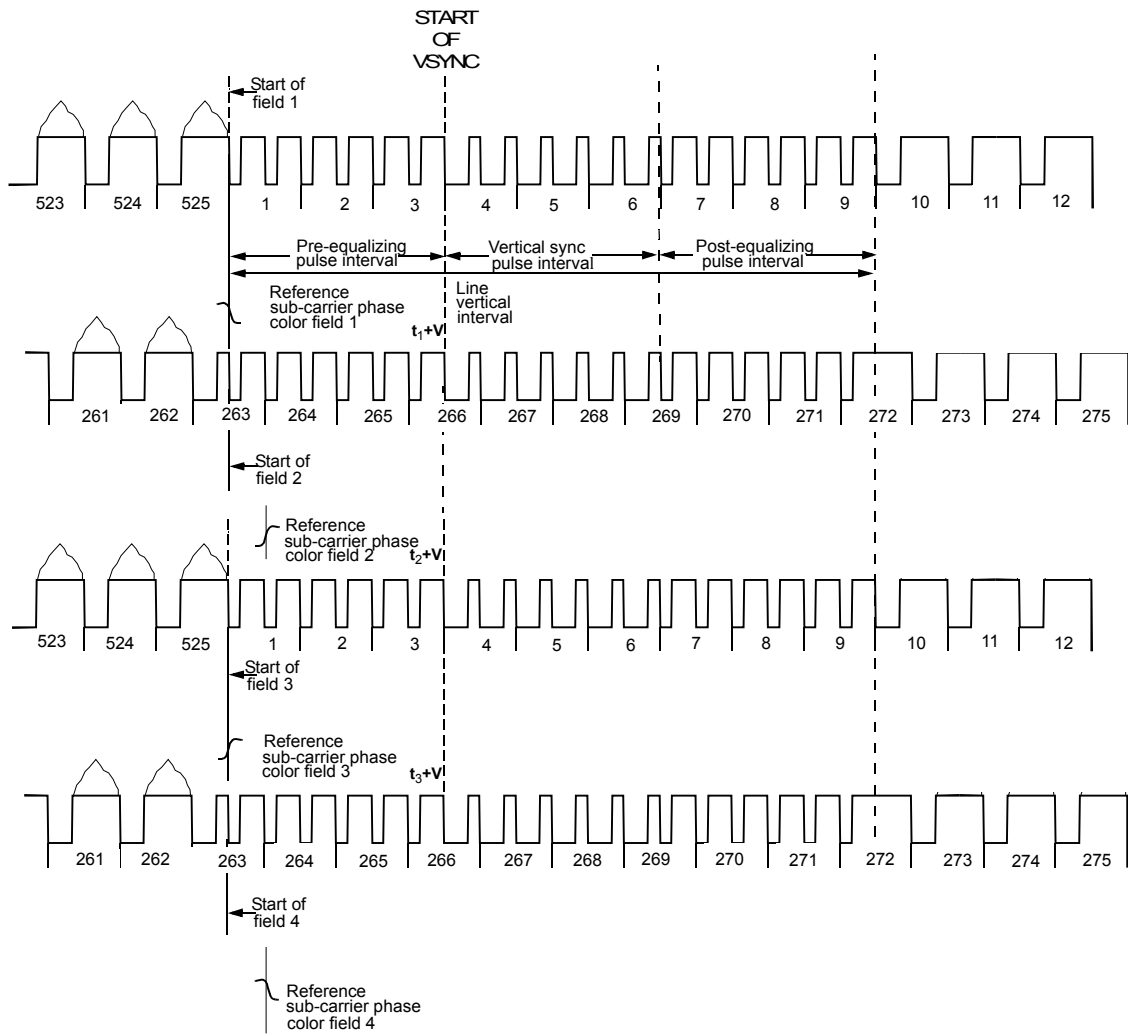 START
OF
VSYNC
Start of
field 1
523 524 525 1 2 3 4 5 6 7 8 9 10 11 12
Pre-equalizing
pulse interval
Vertical sync
pulse interval
Post-equalizing
pulse interval
Line
vertical
interval
Reference
sub-carrier phase
color field 1
t1+V
261 262 263 264 265 266 267 268 269 270 271 272 273 274 275
Start of
field 2
Reference
sub-carrier phase
color field 2
t2+V
523 524 525 1 2 3 4 5 6 7 8 9 10 11 12
Start of
field 3
Reference
sub-carrier phase
color field 3
t3+V
261 262 263 264 265 266 267 268 269 270 271 272 273 274 275
Start of
field 4
Reference
sub-carrier phase
color field 4